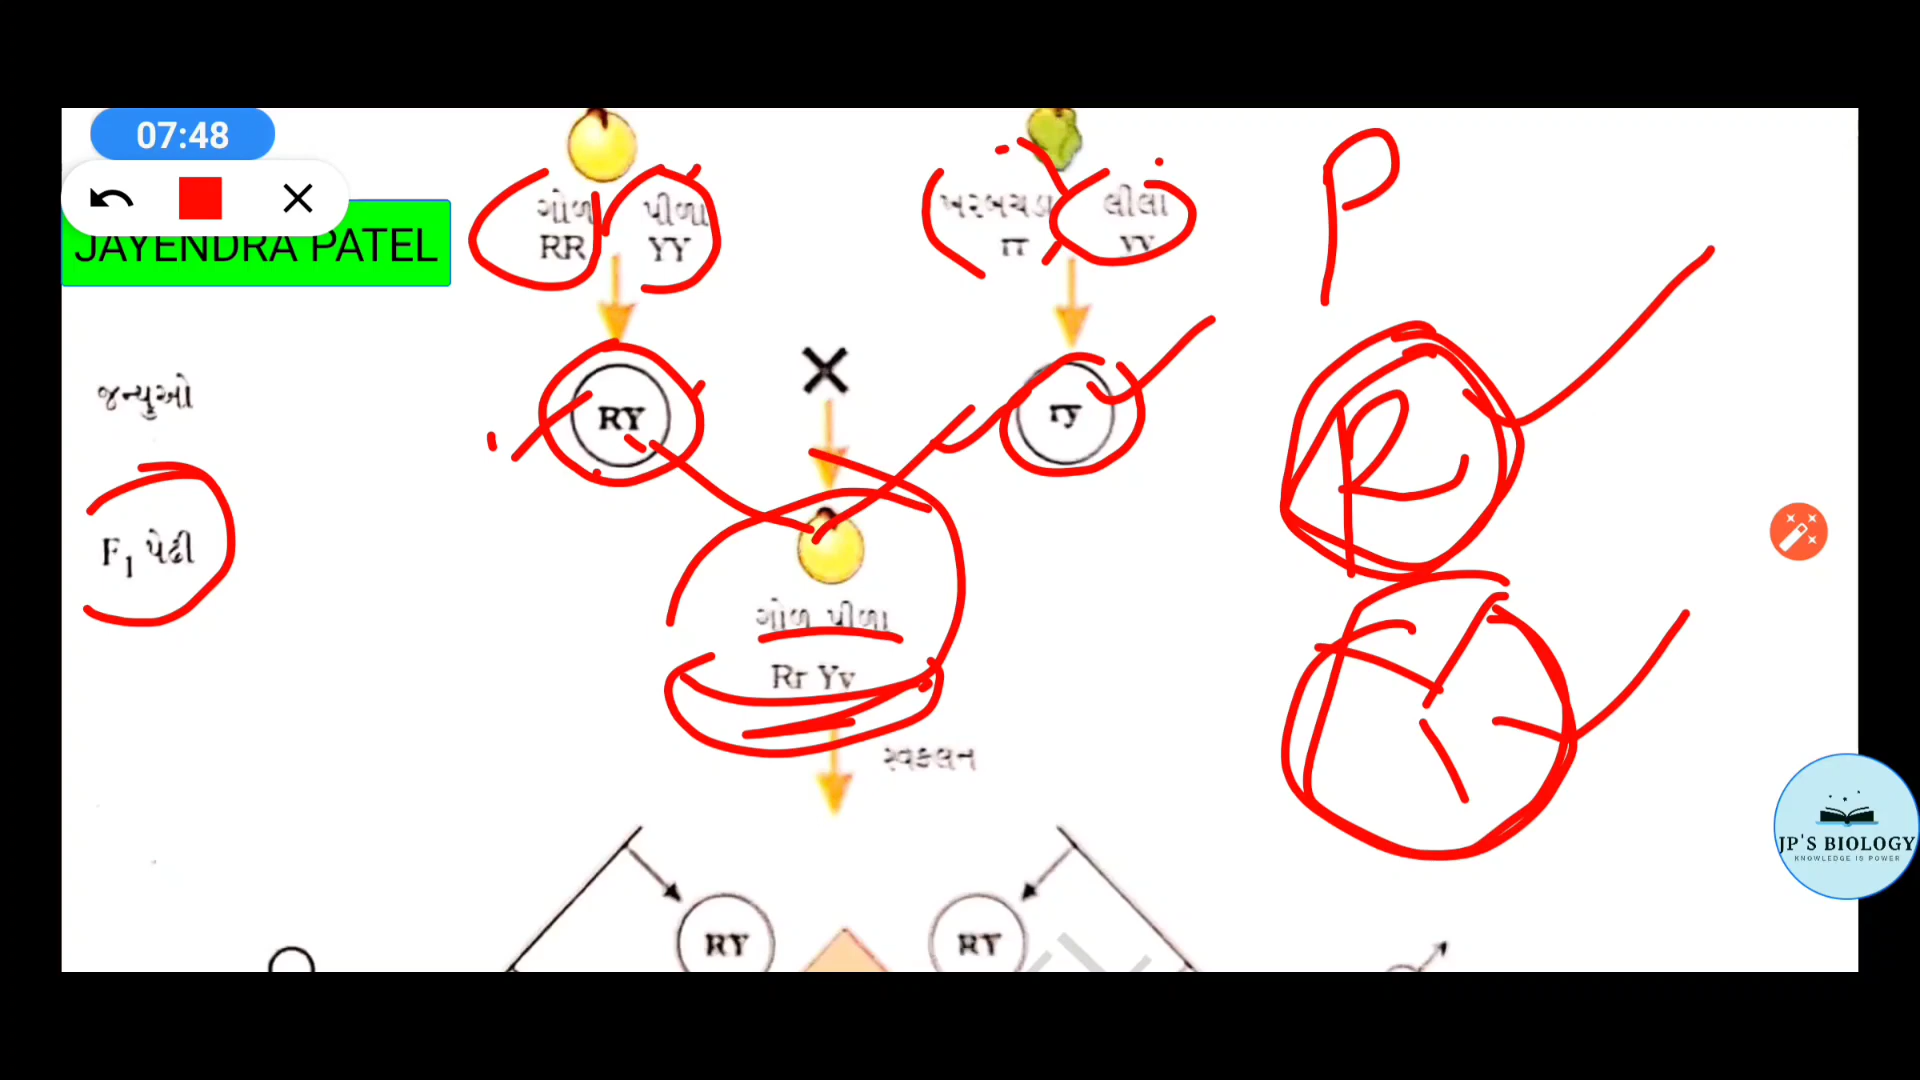 07:48
JAYENDRA PATEL
ગોળ પીળા
RR YY
ખરબચડા લીલા
rr yy
P
જન્યુઓ
RY
ry
R
Y
F1 પેઢી
ગોળ પીળા
Rr Yy
સ્વફલન
JP'S BIOLOGY
KNOWLEDGE IS POWER
RY RY